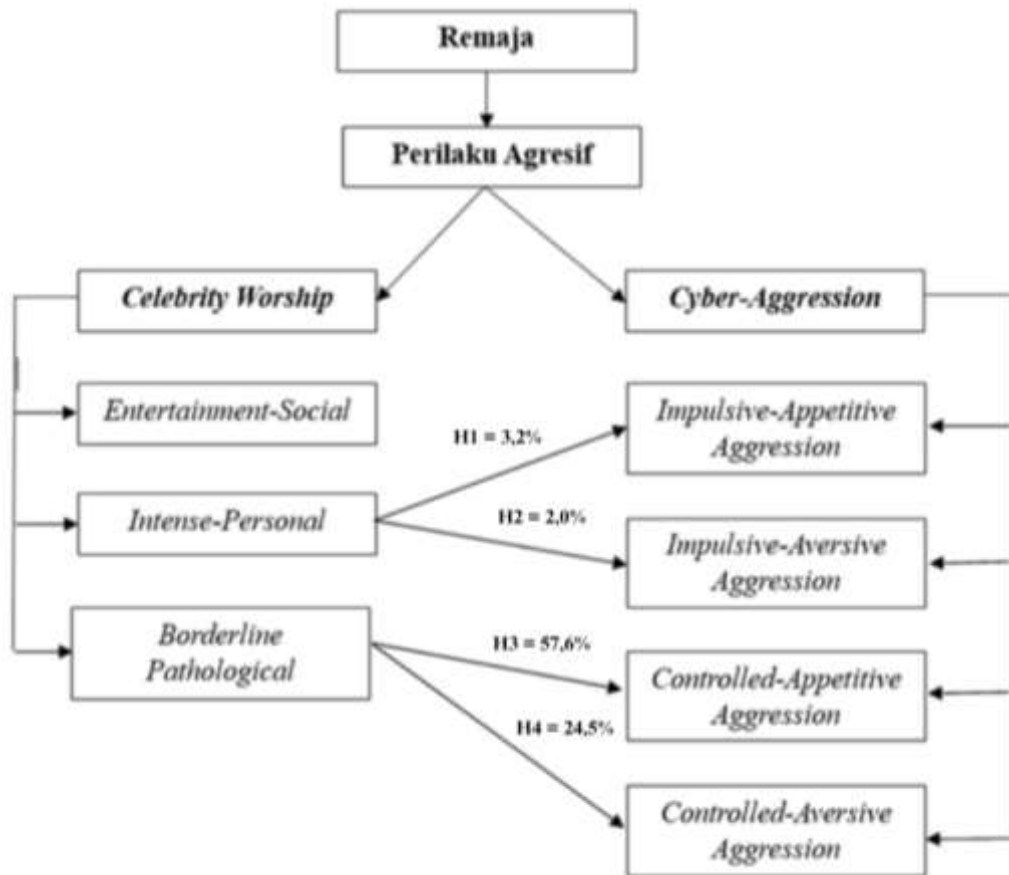 Remaja
Perilaku Agresif
Celebrity Worship
Cyber-Aggression
Entertainment-Social
Impulsive-Appetitive
Aggression
H1 = 3,2%
Intense-Personal
H2 = 2,0%
Impulsive-Aversive
Aggression
Borderline
Pathological
H3 = 57,6%
Controlled-Appetitive
Aggression
H4 = 24,5%
Controlled-Aversive
Aggression